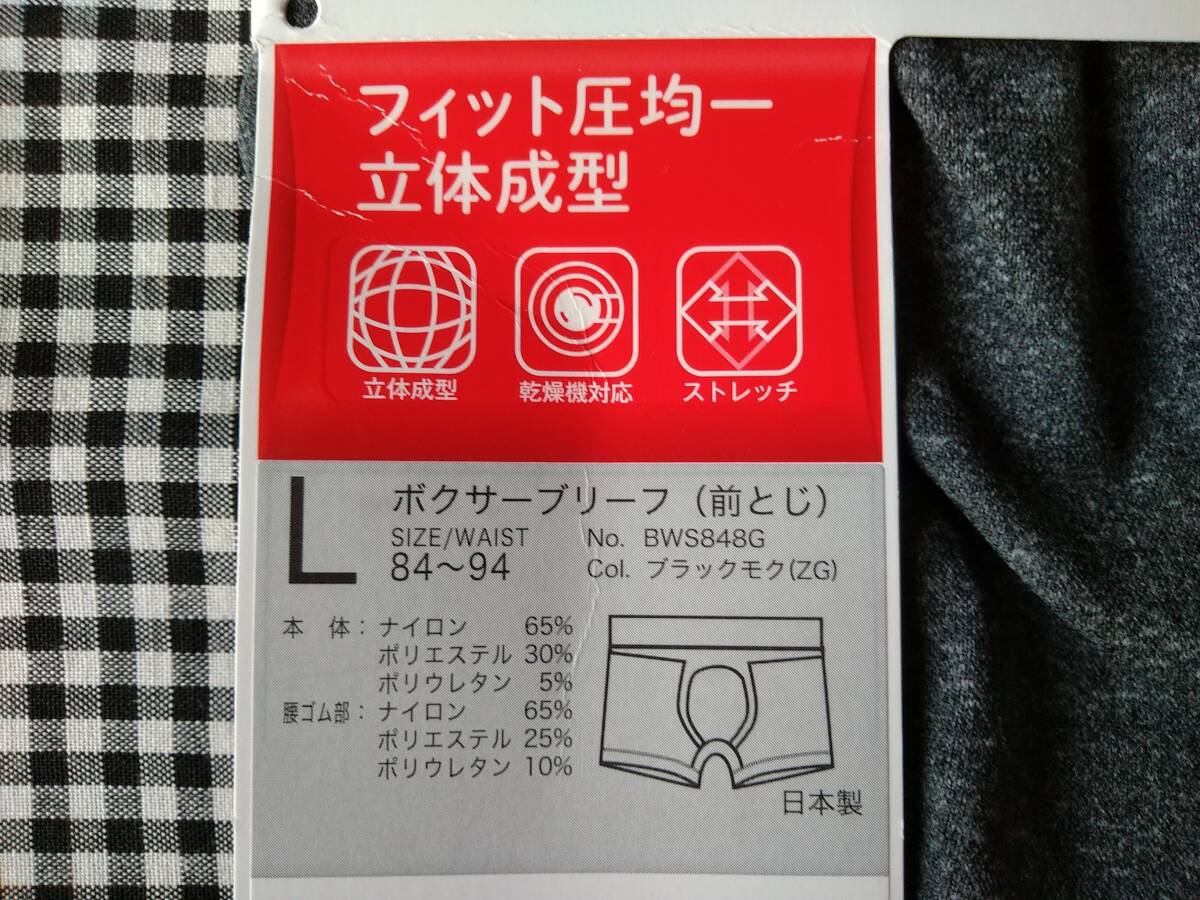 フィット圧均一
立体成型
立体成型
乾燥機対応
ストレッチ
L
ボクサーブリーフ（前とじ）
SIZE/WAIST
84〜94
No. BWS848G
Col. ブラックモク(ZG)
本　体：ナイロン 65%
ポリエステル 30%
ポリウレタン 5%
腰ゴム部：ナイロン 65%
ポリエステル 25%
ポリウレタン 10%
日本製